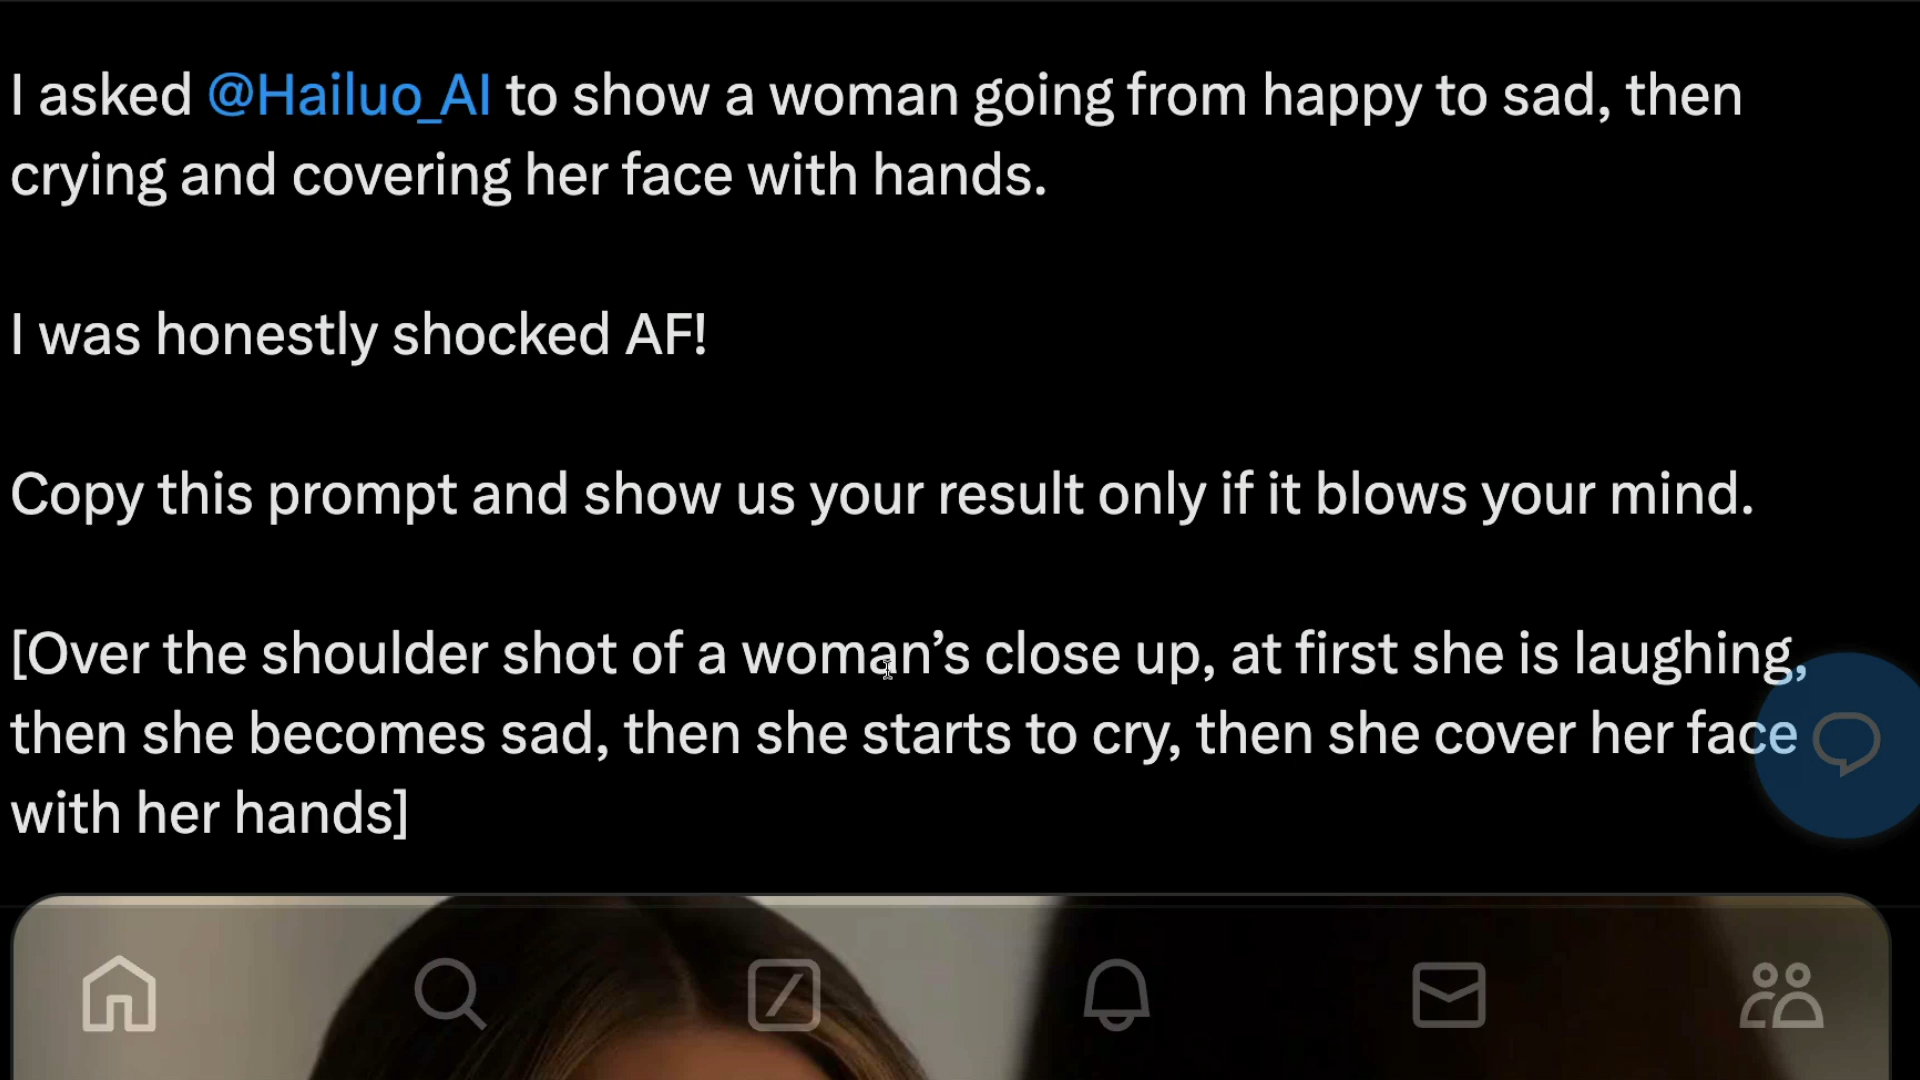 I asked @Hailuo_AI to show a woman going from happy to sad, then
crying and covering her face with hands.
I was honestly shocked AF!
Copy this prompt and show us your result only if it blows your mind.
[Over the shoulder shot of a woman’s close up, at first she is laughing,
then she becomes sad, then she starts to cry, then she cover her face
with her hands]